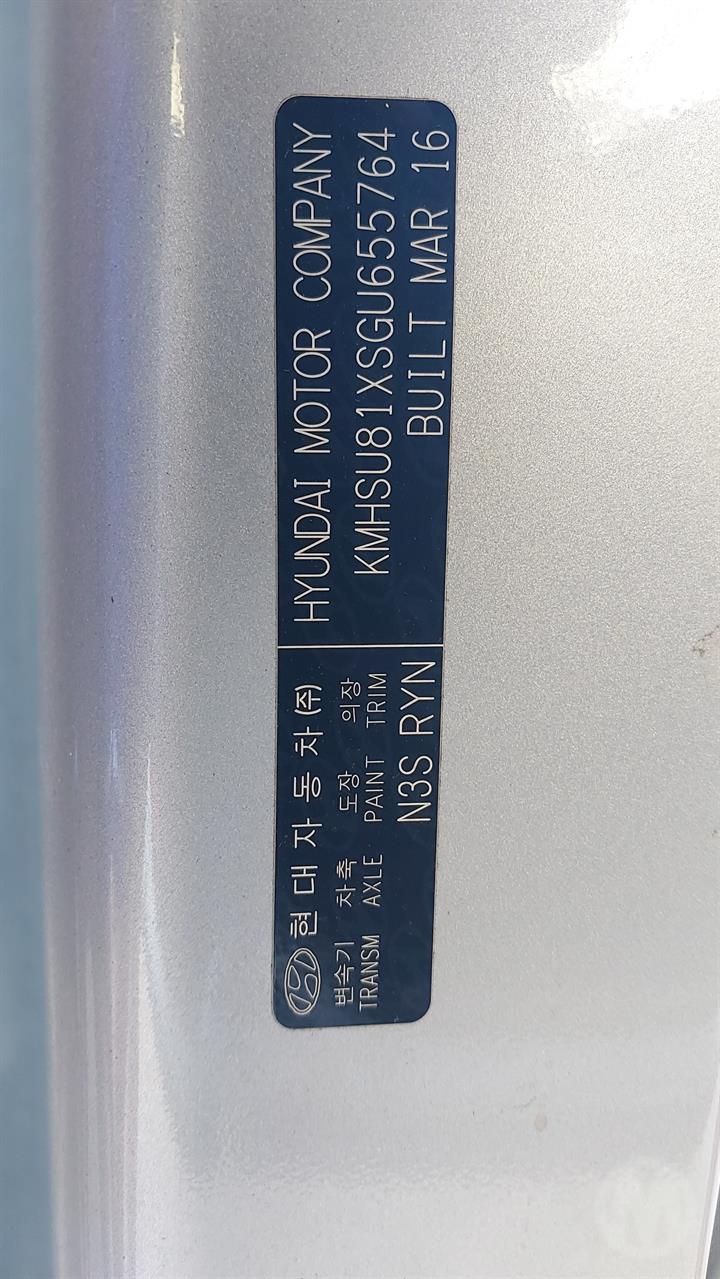 현대자동차(주)
변속기 차축 도장 의장
TRANSM AXLE PAINT TRIM
N3S RYN
HYUNDAI MOTOR COMPANY
KMHSU81XSGU655764
BUILT MAR 16